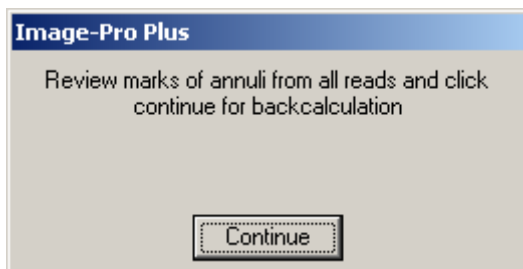 Image-Pro Plus
Review marks of annuli from all reads and click
continue for backcalculation
Continue